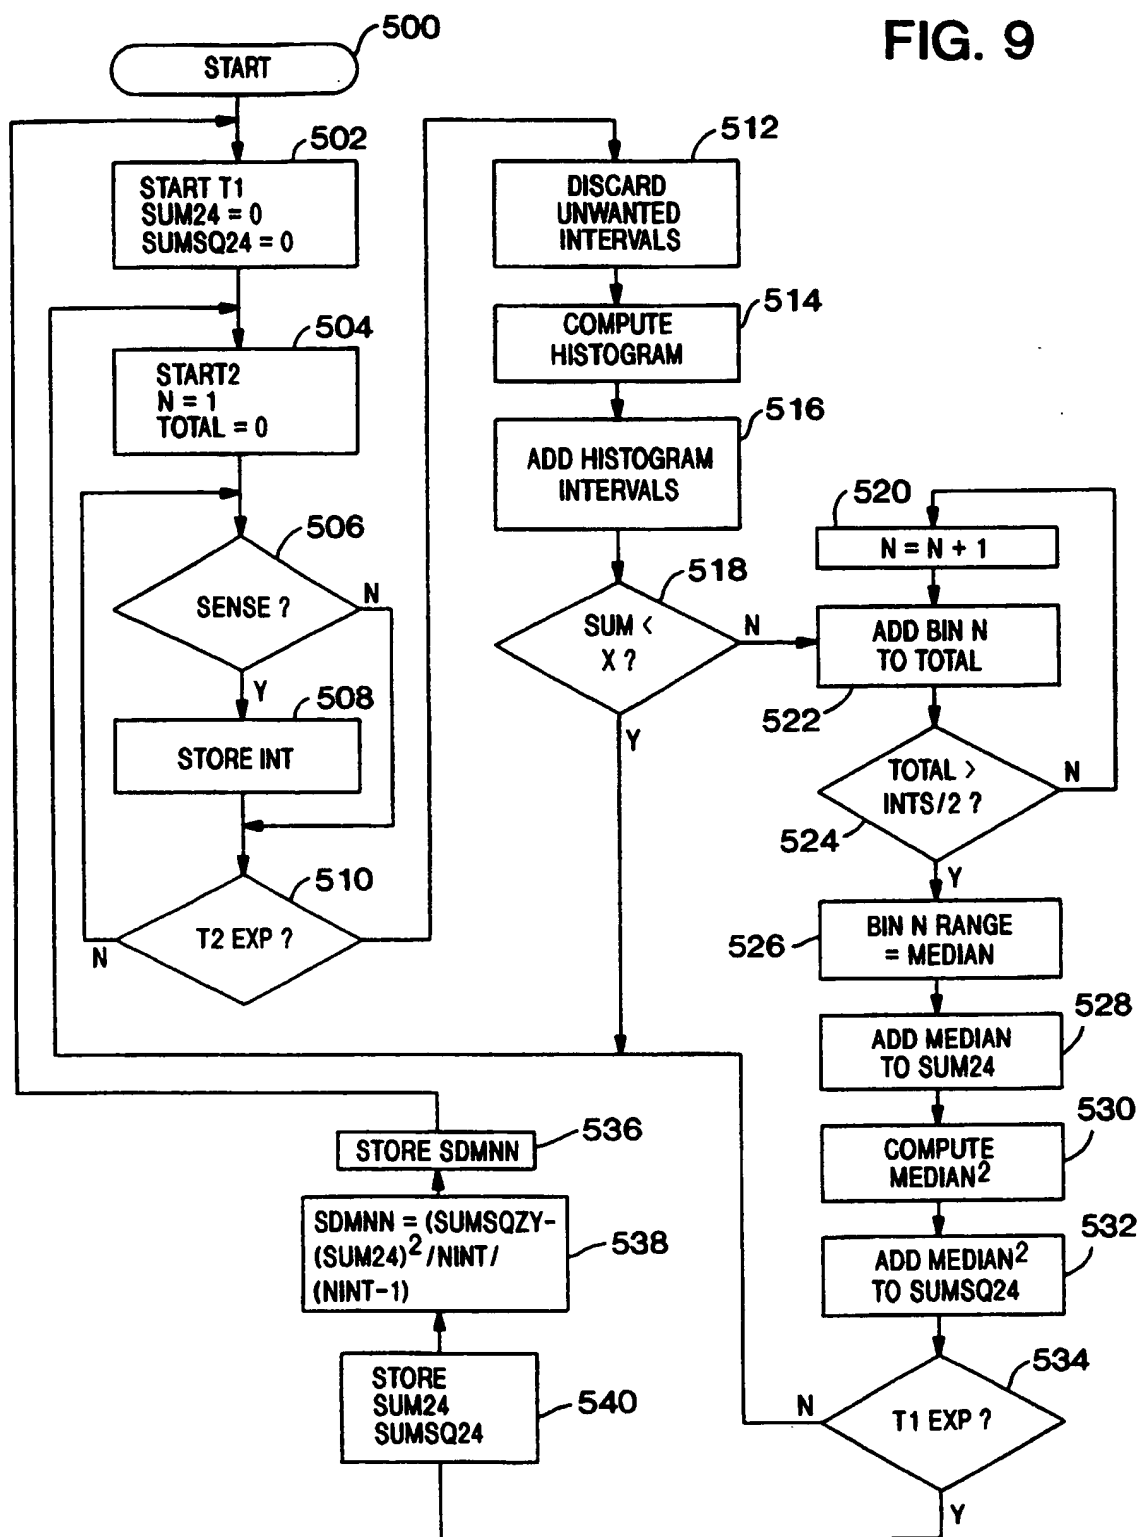 FIG. 9
500
START
502
START T1
SUM24 = 0
SUMSQ24 = 0
504
START2
N = 1
TOTAL = 0
506
SENSE ?
N
Y
508
STORE INT
510
T2 EXP ?
N
512
DISCARD
UNWANTED
INTERVALS
514
COMPUTE
HISTOGRAM
516
ADD HISTOGRAM
INTERVALS
518
SUM <
X ?
N
Y
520
N = N + 1
ADD BIN N
TO TOTAL
522
TOTAL >
INTS/2 ?
N
524
Y
526
BIN N RANGE
= MEDIAN
528
ADD MEDIAN
TO SUM24
530
COMPUTE
MEDIAN²
532
ADD MEDIAN²
TO SUMSQ24
534
T1 EXP ?
N
Y
536
STORE SDMNN
SDMNN = (SUMSQZY-
(SUM24)²/NINT/
(NINT-1)
538
STORE
SUM24
SUMSQ24
540